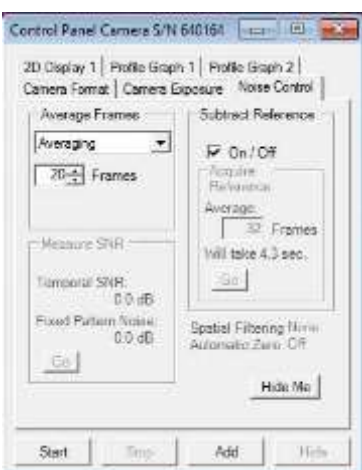 Control Panel Camera S/N 640164
2D Display 1 Profile Graph 1 Profile Graph 2
Camera Format Camera Exposure Noise Control
Average Frames
Averaging
20 Frames
Measure SNR
Temporal SNR:
0.0 dB
Fixed Pattern Noise:
0.0 dB
Go
Subtract Reference
On / Off
Acquire
Reference
Average:
32 Frames
Will take 4.3 sec.
Go
Spatial Filtering None
Automatic Zero Off
Hide Me
Start Stop Add Hide